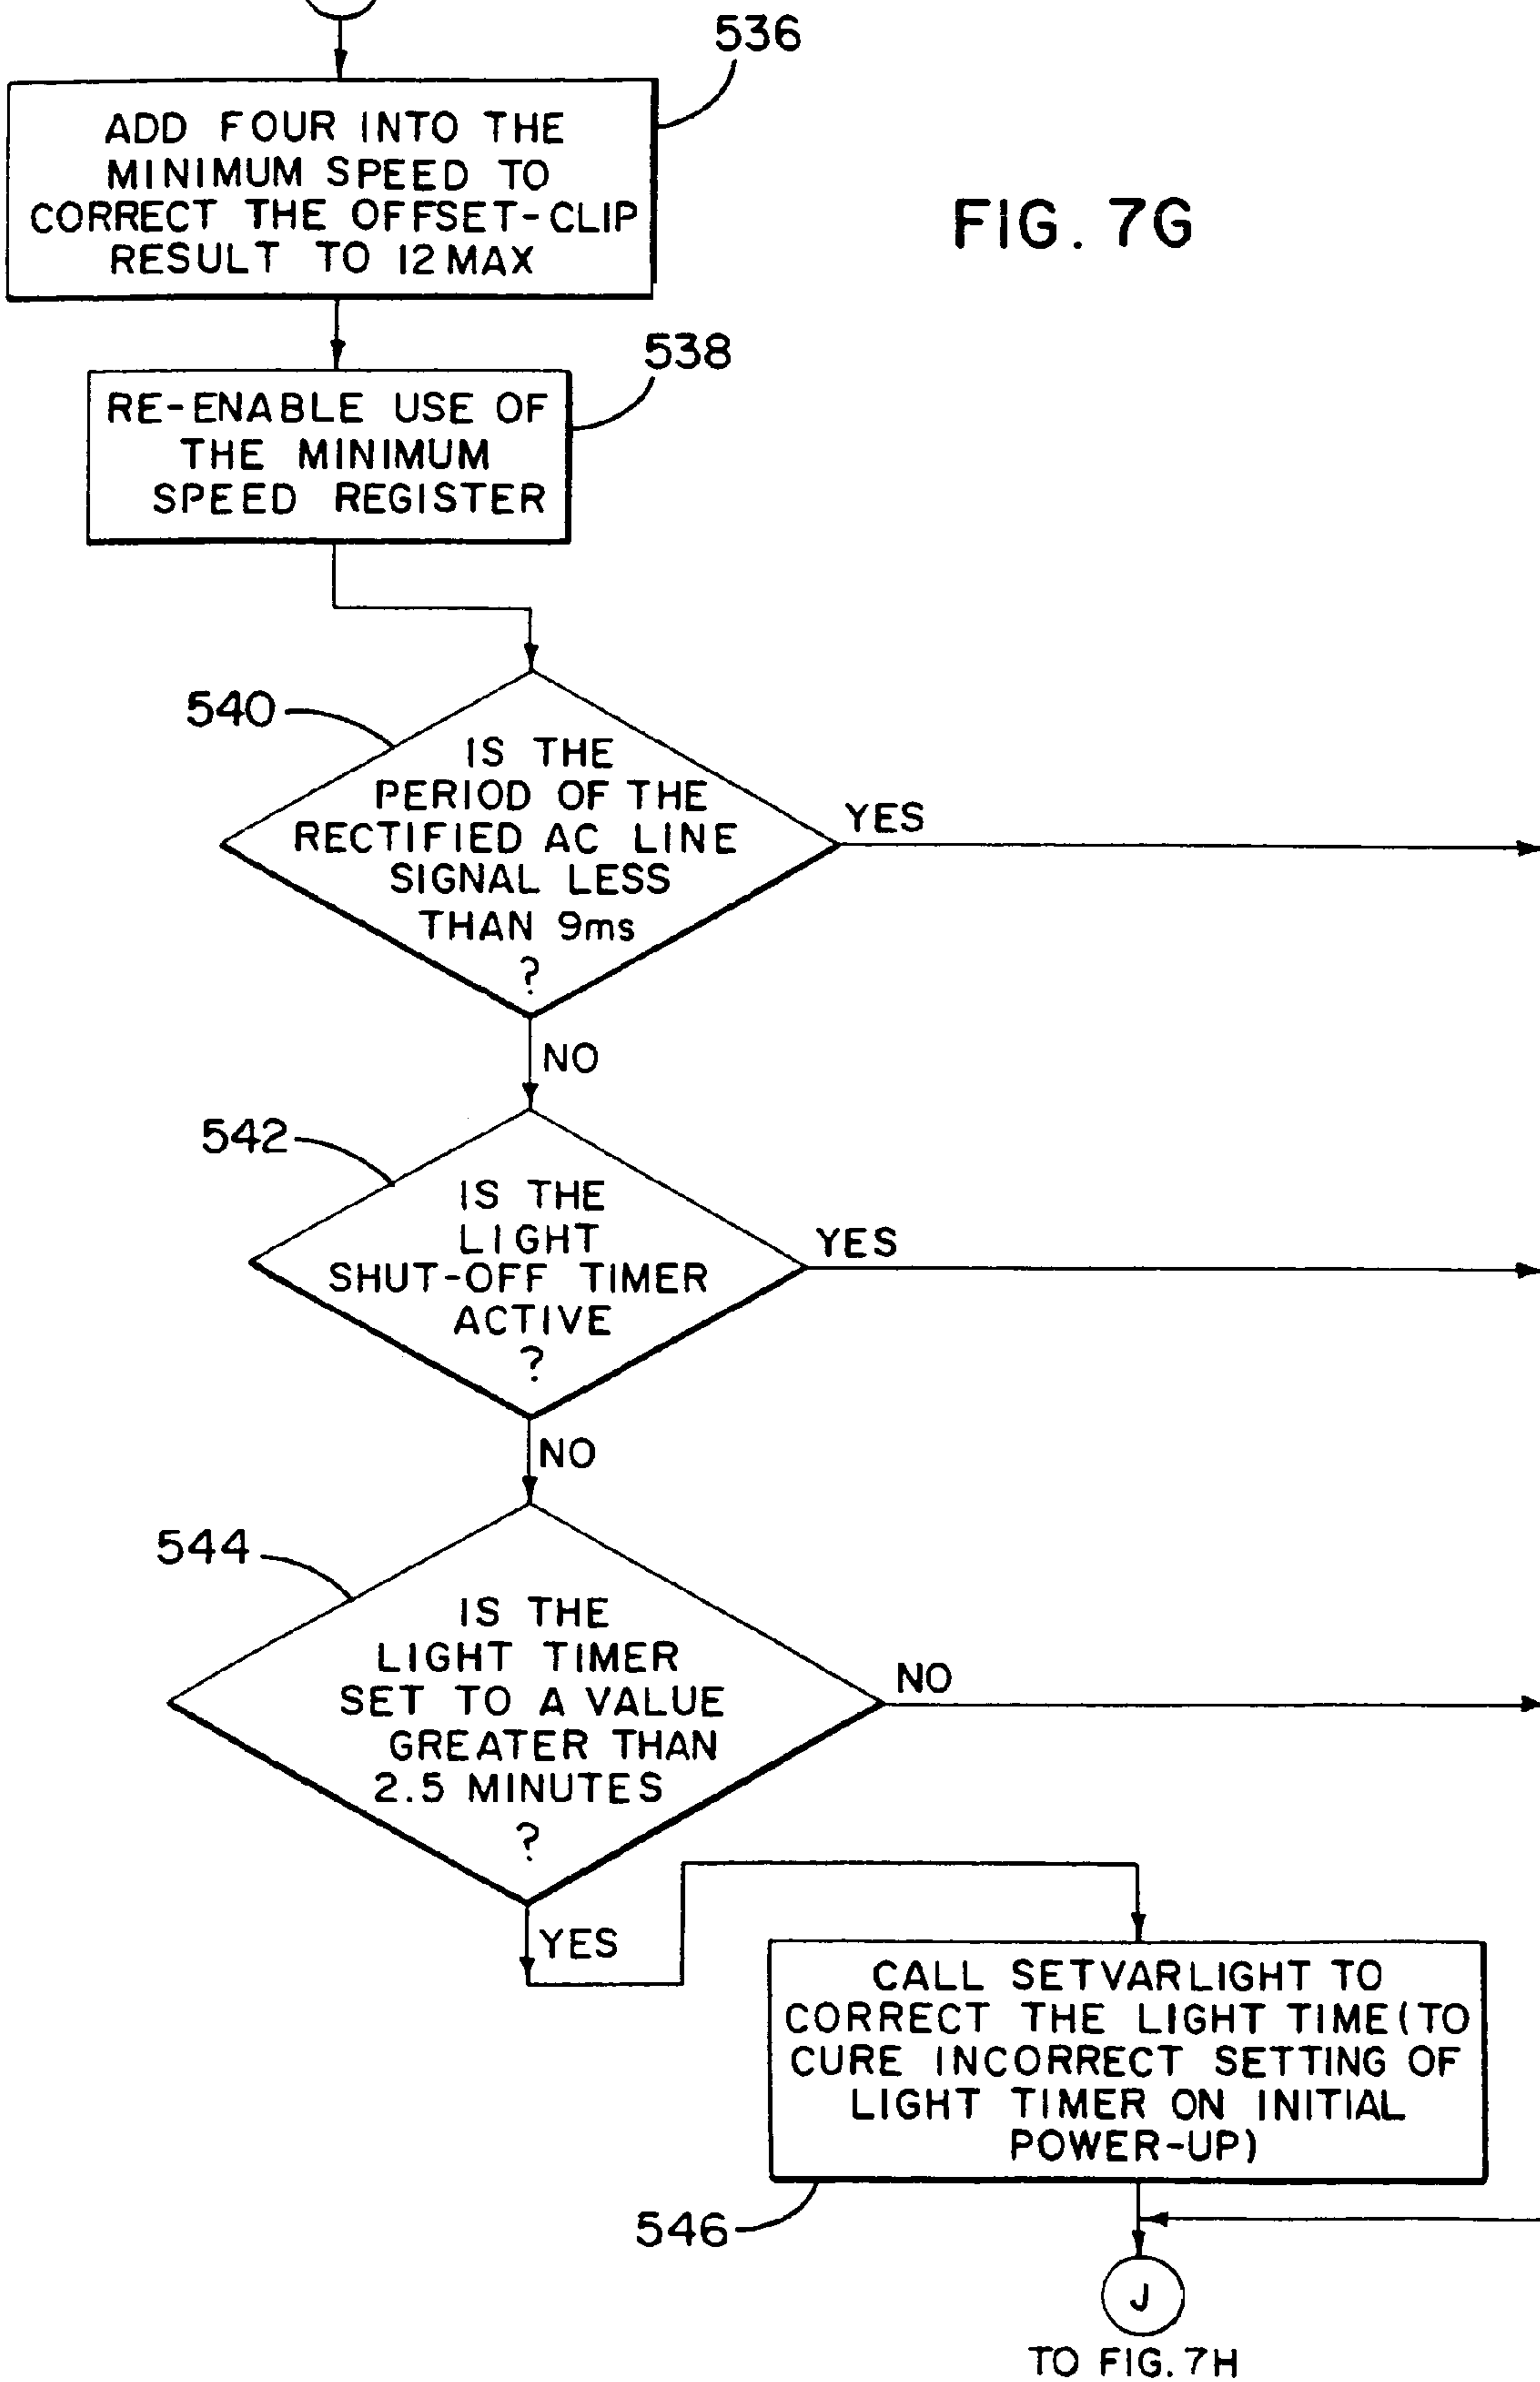 536
ADD FOUR INTO THE
MINIMUM SPEED TO
CORRECT THE OFFSET-CLIP
RESULT TO 12 MAX
FIG. 7G
538
RE-ENABLE USE OF
THE MINIMUM
SPEED REGISTER
540
IS THE
PERIOD OF THE
RECTIFIED AC LINE
SIGNAL LESS
THAN 9ms
?
YES
NO
542
IS THE
LIGHT
SHUT-OFF TIMER
ACTIVE
?
YES
NO
544
IS THE
LIGHT TIMER
SET TO A VALUE
GREATER THAN
2.5 MINUTES
?
NO
YES
CALL SETVARLIGHT TO
CORRECT THE LIGHT TIME (TO
CURE INCORRECT SETTING OF
LIGHT TIMER ON INITIAL
POWER-UP)
546
J
TO FIG. 7H